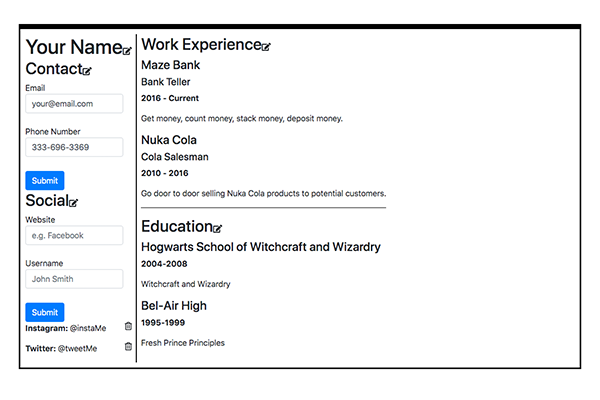 Your Name
Contact
Email
your@email.com
Phone Number
333-696-3369
Submit
Social
Website
e.g. Facebook
Username
John Smith
Submit
Instagram: @instaMe
Twitter: @tweetMe
Work Experience
Maze Bank
Bank Teller
2016 - Current
Get money, count money, stack money, deposit money.
Nuka Cola
Cola Salesman
2010 - 2016
Go door to door selling Nuka Cola products to potential customers.
Education
Hogwarts School of Witchcraft and Wizardry
2004-2008
Witchcraft and Wizardry
Bel-Air High
1995-1999
Fresh Prince Principles